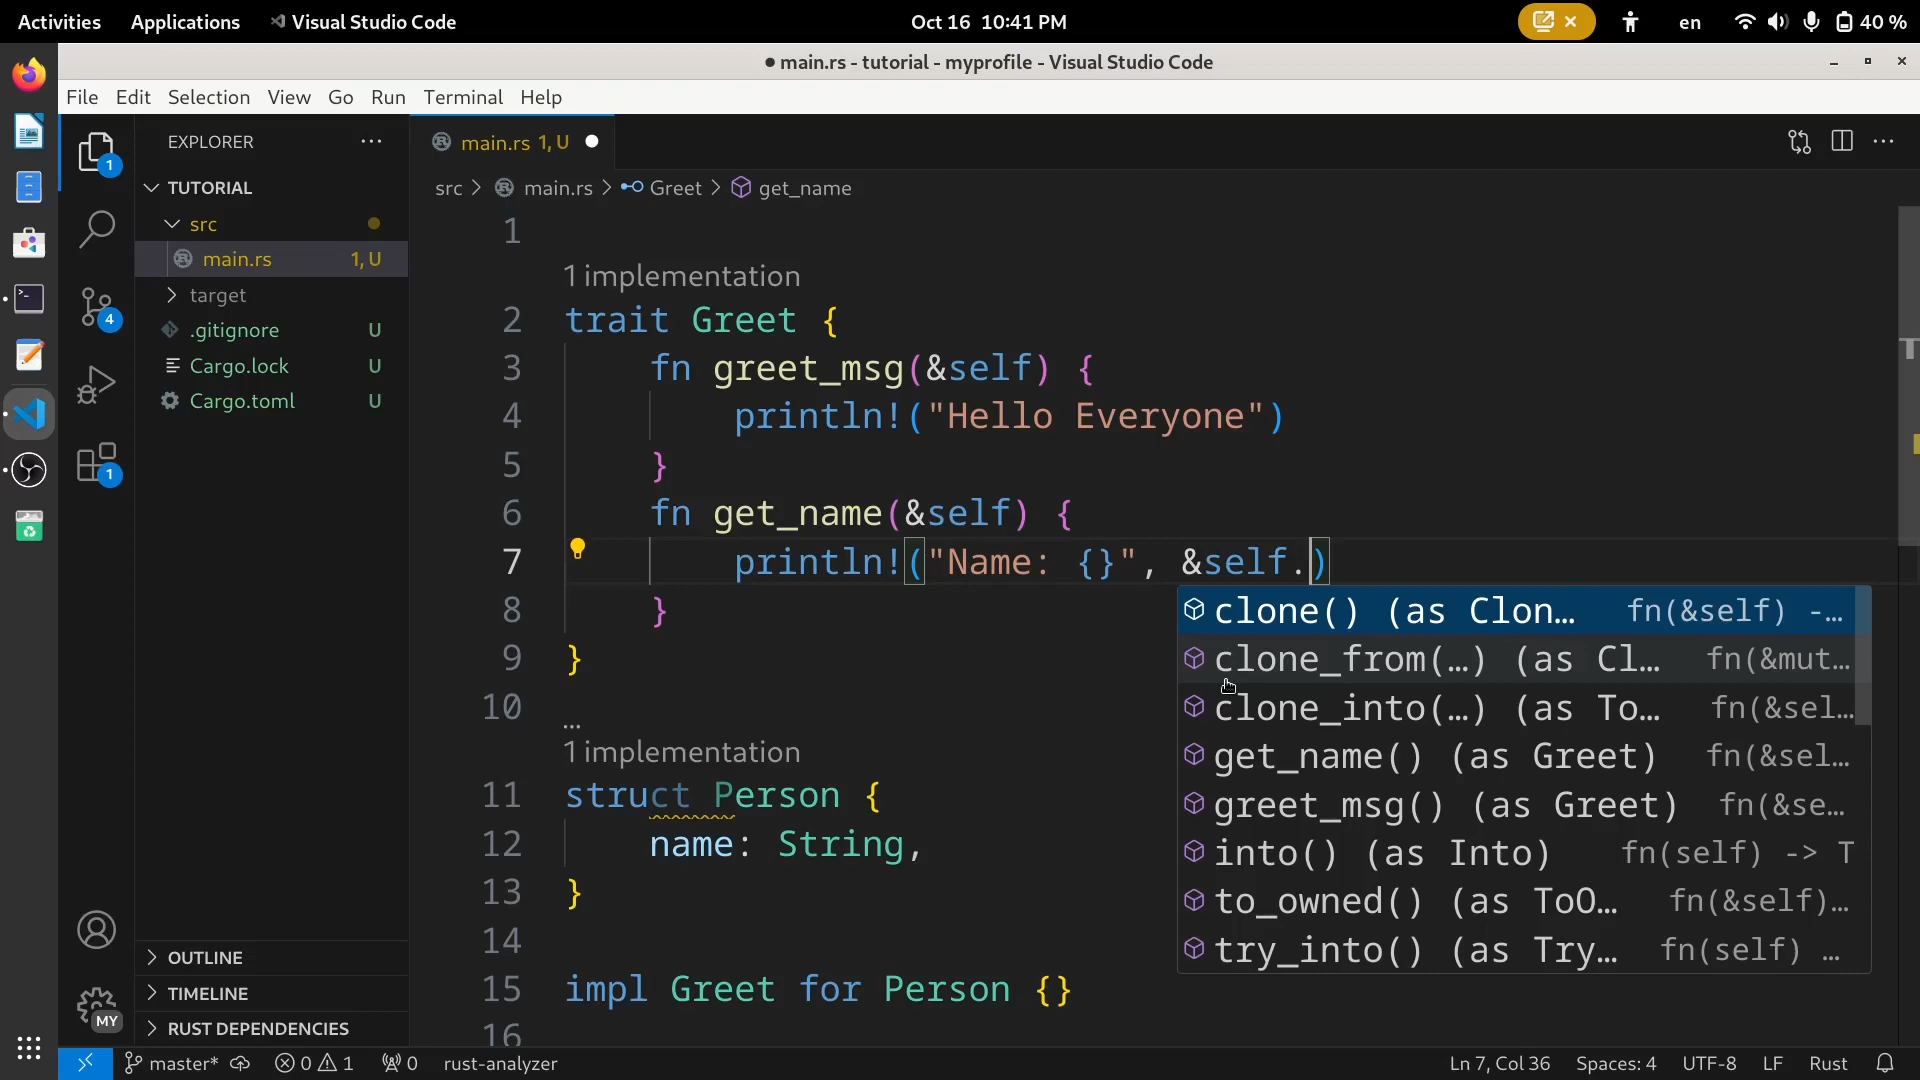 Activities Applications Visual Studio Code Oct 16 10:41 PM en 40 %
● main.rs - tutorial - myprofile - Visual Studio Code
File Edit Selection View Go Run Terminal Help
EXPLORER ... main.rs 1, U
TUTORIAL
src
main.rs 1, U
target
.gitignore U
Cargo.lock U
Cargo.toml U
1
4
1
src > main.rs > Greet > get_name
1
1 implementation
2 trait Greet {
3 fn greet_msg(&self) {
4 println!("Hello Everyone")
5 }
6 fn get_name(&self) {
7 println!("Name: {}", &self.)
8 }
9 }
10
...
1 implementation
11 struct Person {
12 name: String,
13 }
14
15 impl Greet for Person {}
16
clone() (as Clon... fn(&self) -...
clone_from(…) (as Cl... fn(&mut...
clone_into(…) (as To... fn(&sel...
get_name() (as Greet) fn(&sel...
greet_msg() (as Greet) fn(&se...
into() (as Into) fn(self) -> T
to_owned() (as ToO... fn(&self)...
try_into() (as Try... fn(self) ...
OUTLINE
TIMELINE
RUST DEPENDENCIES
MY
master* 0 1 0 rust-analyzer Ln 7, Col 36 Spaces: 4 UTF-8 LF Rust